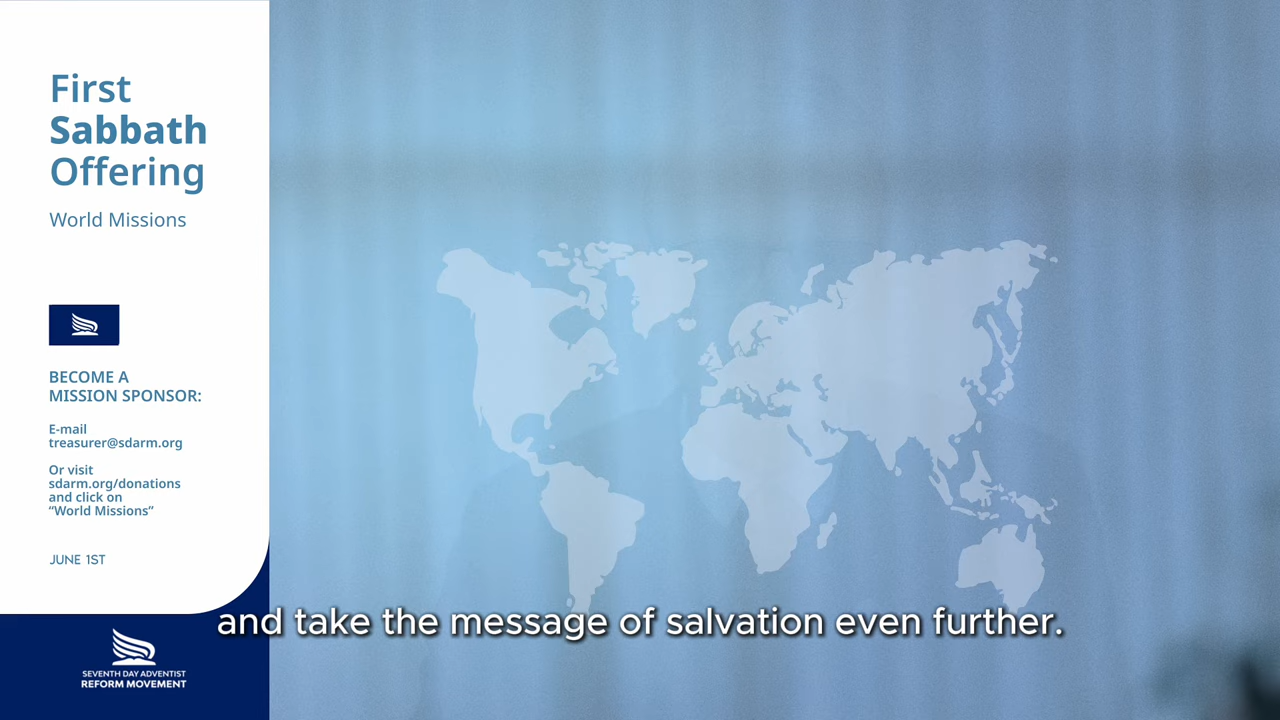 First
Sabbath
Offering
World Missions
BECOME A
MISSION SPONSOR:
E-mail
treasurer@sdarm.org
Or visit
sdarm.org/donations
and click on
“World Missions”
JUNE 1ST
and take the message of salvation even further.
SEVENTH DAY ADVENTIST
REFORM MOVEMENT